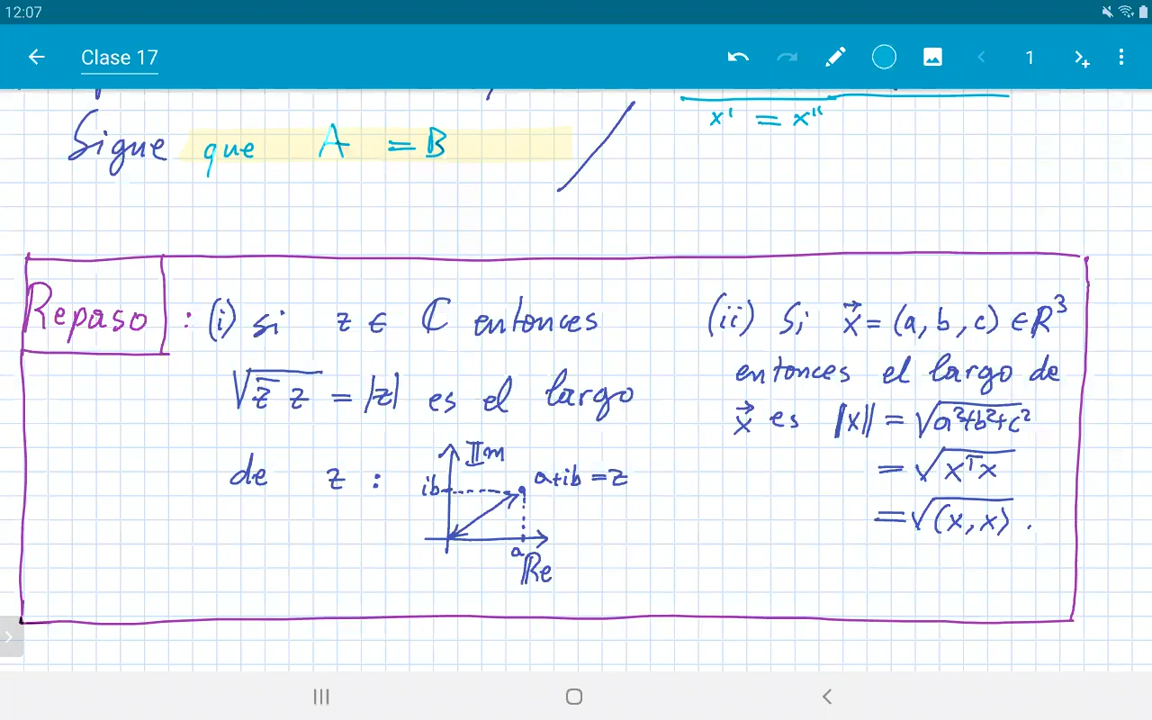 12:07
Clase 17
1
x' = x''
Sigue que A = B
Repaso : (i) si z ∈ ℂ entonces
√(z̅ z) = |z| es el largo
de z :
IIm
ib
a+ib = z
a
Re
(ii) Si x⃗ = (a, b, c) ∈ ℝ³
entonces el largo de
x⃗ es ||x|| = √(a²+b²+c²)
= √(xᵀx)
= √(x, x) .